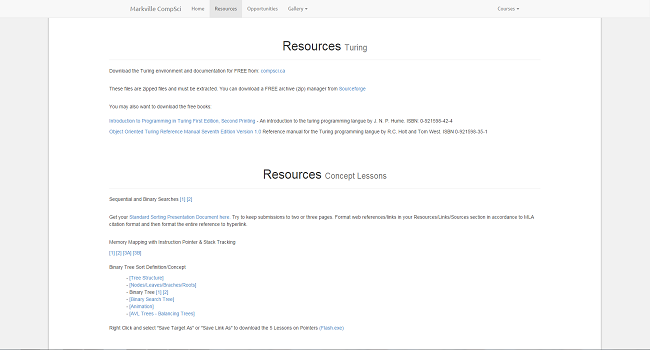 Markville CompSci Home Resources Opportunities Gallery Courses
Resources Turing
Download the Turing environment and documentation for FREE from: compsci.ca
These files are zipped files and must be extracted. You can download a FREE archive (zip) manager from Sourceforge
You may also want to download the free books:
Introduction to Programming in Turing First Edition, Second Printing - An introduction to the turing programming langue by J. N. P. Hume. ISBN: 0-921598-42-4
Object Oriented Turing Reference Manual Seventh Edition Version 1.0 Reference manual for the Turing programming langue by R.C. Holt and Tom West. ISBN 0-921598-35-1
Resources Concept Lessons
Sequential and Binary Searches [1] [2]
Get your Standard Sorting Presentation Document here. Try to keep submissions to two or three pages. Format web references/links in your Resources/Links/Sources section in accordance to MLA
citation format and then format the entire reference to hyperlink.
Memory Mapping with Instruction Pointer & Stack Tracking
[1] [2] [3A] [3B]
Binary Tree Sort Definition/Concept
- [Tree Structure]
- [Nodes/Leaves/Brushes/Roots]
- Binary Tree [1] [2]
- [Binary Search Tree]
- [Animation]
- [AVL Trees - Balancing Trees]
Right Click and select "Save Target As" or "Save Link As" to download the 5 Lessons on Pointers (Flash exe)